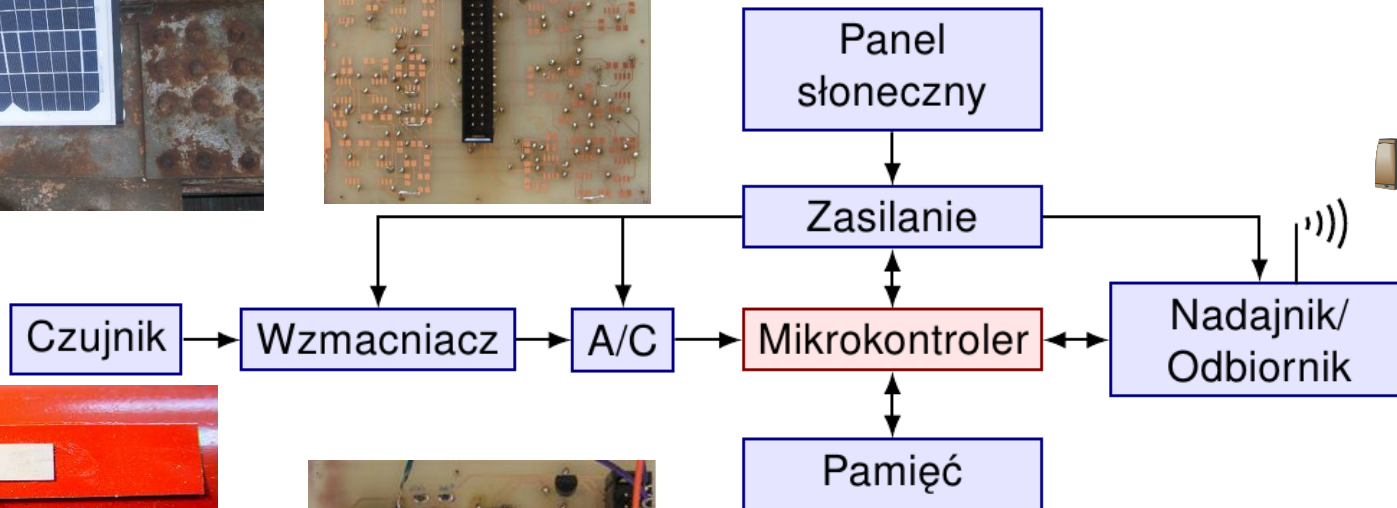 Panel
słoneczny
Zasilanie
Czujnik
Wzmacniacz
A/C
Mikrokontroler
Nadajnik/
Odbiornik
Pamięć